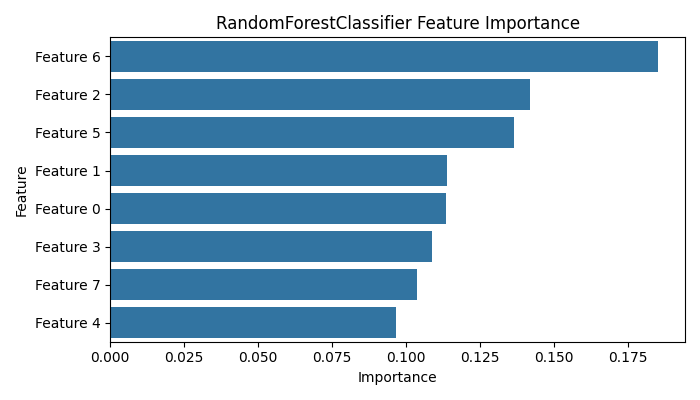 RandomForestClassifier Feature Importance
Feature 6
Feature 2
Feature 5
Feature 1
Feature 0
Feature 3
Feature 7
Feature 4
Feature
0.000 0.025 0.050 0.075 0.100 0.125 0.150 0.175
Importance